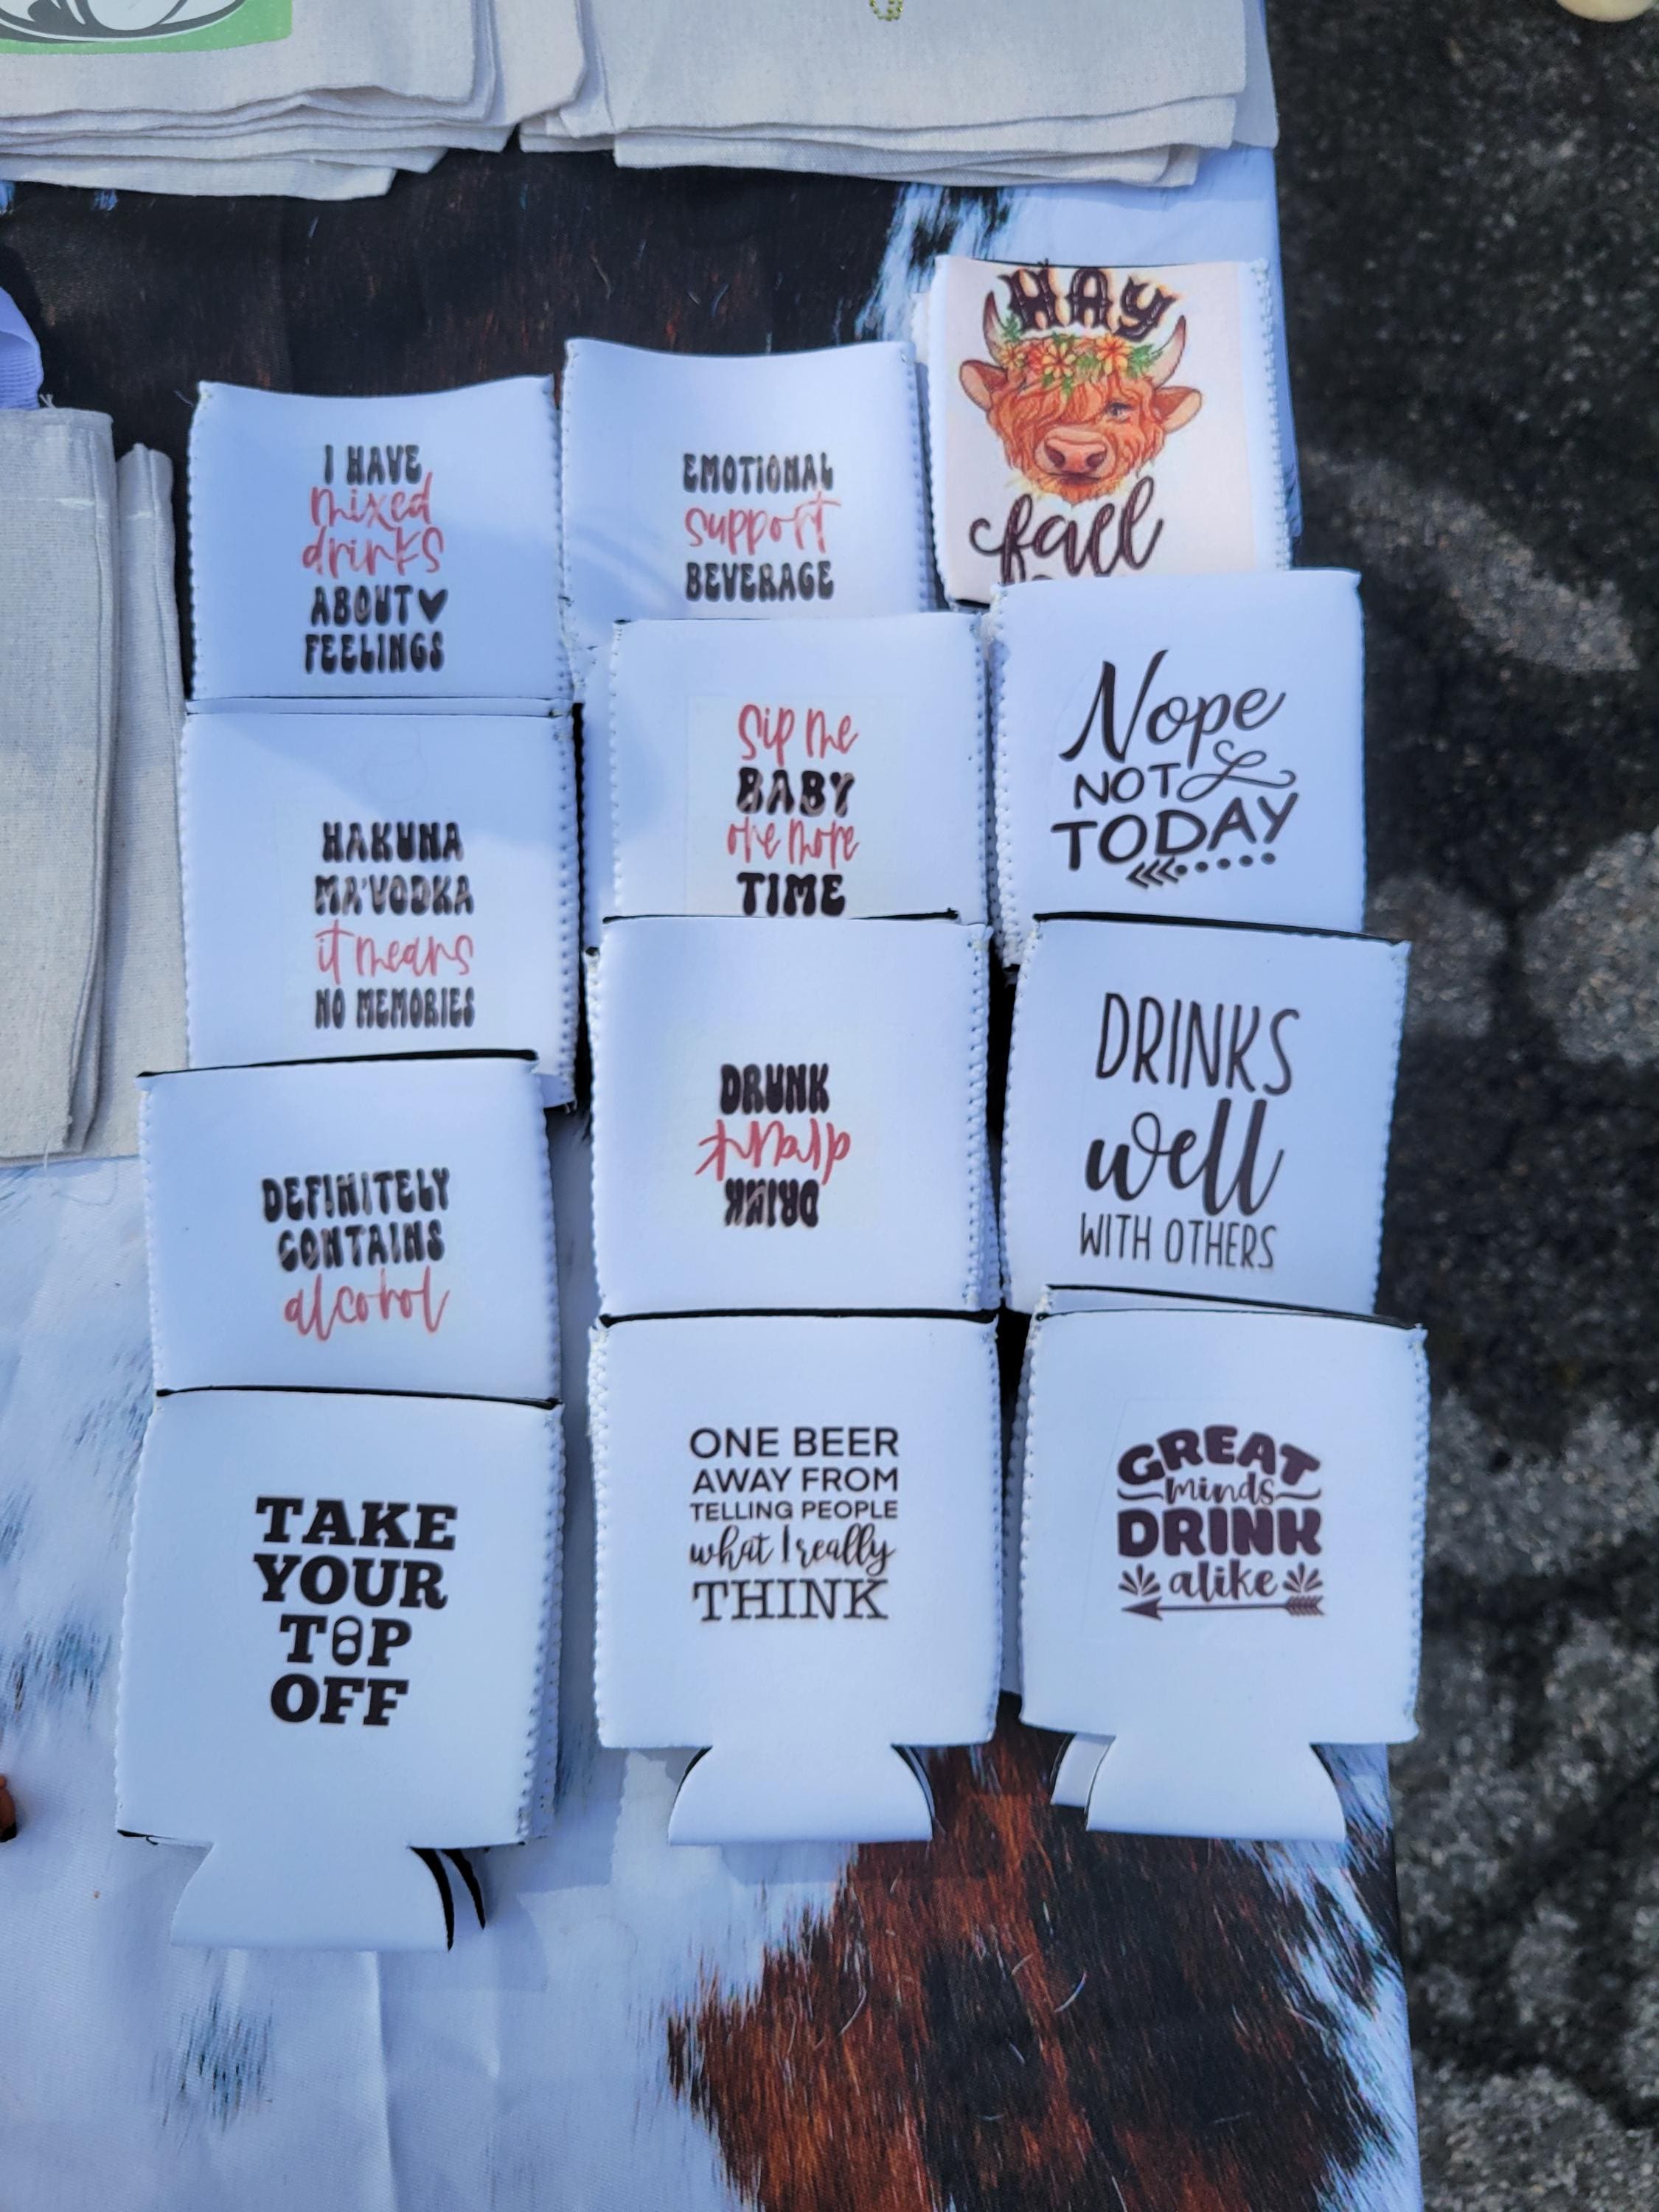 I HAVE
mixed
drinks
ABOUT
FEELINGS
EMOTIONAL
support
BEVERAGE
HAY
fall
HAKUNA
MA'VODKA
it means
NO MEMORIES
Sip me
BABY
one more
TIME
Nope
NOT
TODAY
DEFINITELY
CONTAINS
alcohol
DRUNK
drunk
DRINK
DRINKS
well
WITH OTHERS
TAKE
YOUR
TOP
OFF
ONE BEER
AWAY FROM
TELLING PEOPLE
what I really
THINK
GREAT
minds
DRINK
alike